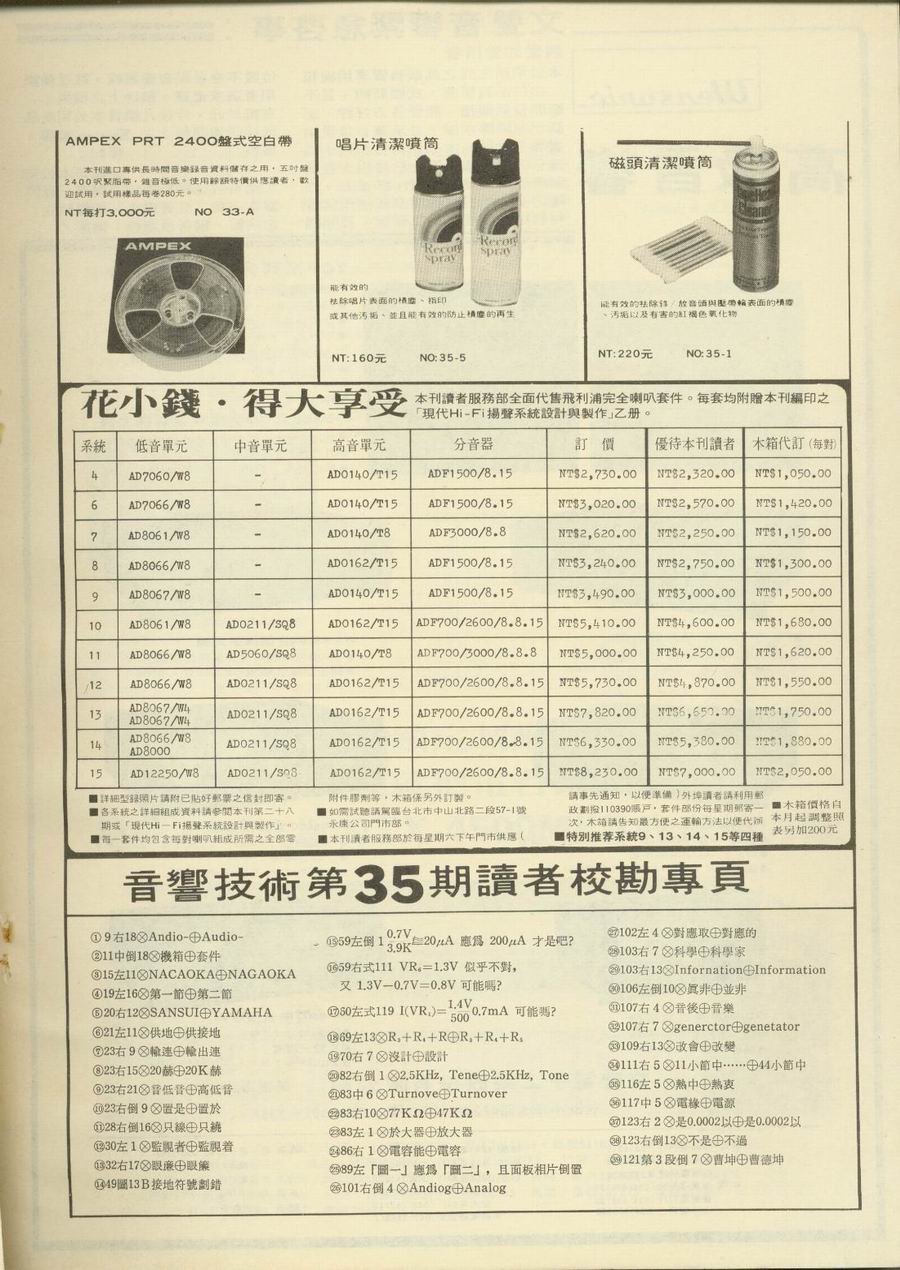 AMPEX PRT 2400盤式空白帶
本刊進口專供長時間音樂錄音資料儲存之用，五吋盤
2400呎緊脂帶，雜音極低。使用餘額特價供應讀者，歡
迎試用，試用樣品每卷280元。
NT每打3,000元 NO 33-A
AMPEX
唱片清潔噴筒
Record
spray
Record
spray
能有效的
袪除唱片表面的積塵、指印
或其他汚垢、並且能有效的防止積塵的再生
NT:160元 NO:35-5
磁頭清潔噴筒
Cleaner
能有效的袪除錄/放音頭與壓帶輪表面的積塵
、汚垢以及有害的紅褐色氧化物
NT:220元 NO:35-1
花小錢・得大享受
本刊讀者服務部全面代售飛利浦完全喇叭套件。每套均附贈本刊編印之
「現代Hi-Fi揚聲系統設計與製作」乙册。
系統 低音單元 中音單元 高音單元 分音器 訂 價 優待本刊讀者 木箱代訂(每對)
4 AD7060/W8 - AD0140/T15 ADF1500/8.15 NT$2,730.00 NT$2,320.00 NT$1,050.00
6 AD7066/W8 - AD0140/T15 ADF1500/8.15 NT$3,020.00 NT$2,570.00 NT$1,420.00
7 AD8061/W8 - AD0140/T8 ADF3000/8.8 NT$2,620.00 NT$2,250.00 NT$1,150.00
8 AD8066/W8 - AD0162/T15 ADF1500/8.15 NT$3,240.00 NT$2,750.00 NT$1,300.00
9 AD8067/W8 - AD0140/T15 ADF1500/8.15 NT$3,490.00 NT$3,000.00 NT$1,500.00
10 AD8061/W8 AD0211/SQ8 AD0162/T15 ADF700/2600/8.8.15 NT$5,410.00 NT$4,600.00 NT$1,680.00
11 AD8066/W8 AD5060/SQ8 AD0140/T8 ADF700/3000/8.8.8 NT$5,000.00 NT$4,250.00 NT$1,620.00
12 AD8066/W8 AD0211/SQ8 AD0162/T15 ADF700/2600/8.8.15 NT$5,730.00 NT$4,870.00 NT$1,550.00
13 AD8067/W4 AD8067/W4 AD0211/SQ8 AD0162/T15 ADF700/2600/8.8.15 NT$7,820.00 NT$6,650.00 NT$1,750.00
14 AD8066/W8 AD8000 AD0211/SQ8 AD0162/T15 ADF700/2600/8.8.15 NT$6,330.00 NT$5,380.00 NT$1,880.00
15 AD12250/W8 AD0211/SQ8 AD0162/T15 ADF700/2600/8.8.15 NT$8,230.00 NT$7,000.00 NT$2,050.00
■詳細型錄照片請附已貼好郵票之信封即寄。
■各系統之詳細組成資料請參閱本刊第二十八
期或「現代Hi－Fi揚聲系統設計與製作」。
■每一套件均包含每對喇叭組成所需之全部零
附件膠劑等，木箱係另外訂製。
■如需試聽請駕臨台北市中山北路二段57-1號
永康公司門市部。
■本刊讀者服務部於每星期六下午門市供應（
請事先通知，以便準備）外埠讀者請利用郵
政劃撥110390賬戶，套件部份每星期郵寄一
次，木箱請告知最方便之運輸方法以便代辦
■特別推荐系統9、13、14、15等四種
■木箱價格自
本月起調整照
表另加200元
音響技術第35期讀者校勘專頁
①9右18⊗Andio-⊕Audio-
②11中倒18⊗機箱⊕套件
③15左11⊗NACAOKA⊕NAGAOKA
④19左16⊗第一節⊕第二節
⑤20右12⊗SANSUI⊕YAMAHA
⑥21左11⊗供地⊕供接地
⑦23右9⊗輸連⊕輸出連
⑧23右15⊗20赫⊕20K赫
⑨23右21⊗音低音⊕高低音
⑩23右倒9⊗置是⊕置於
⑪28右倒16⊗只線⊕只繞
⑫30左1⊗監視者⊕監視着
⑬32右17⊗眼廉⊕眼簾
⑭49圖13B接地符號劃錯
⑮59左倒1 0.7V/3.9K≒20μA 應爲 200μA 才是吧?
⑯59右式111 VR₆=1.3V 似乎不對,
又 1.3V−0.7V=0.8V 可能嗎?
⑰60左式119 I(VR₁)=1.4V/500 0.7mA 可能嗎?
⑱69左13⊗R₃+R₄+R⊕R₃+R₄+R₅
⑲70右7⊗沒計⊕設計
⑳82右倒1⊗2.5KHz, Tene⊕2.5KHz, Tone
㉑83中6⊗Turnove⊕Turnover
㉒83右10⊗77KΩ⊕47KΩ
㉓83左1⊗於大器⊕放大器
㉔86右1⊗電容能⊕電容
㉕89左「圖一」應爲「圖二」，且面板相片倒置
㉖101右倒4⊗Andiog⊕Analog
㉗102左4⊗對應取⊕對應的
㉘103右7⊗科學⊕科學家
㉙103右13⊗Infornation⊕Information
㉚106左倒10⊗眞非⊕並非
㉛107右4⊗音後⊕音樂
㉜107右7⊗generctor⊕genetator
㉝109右13⊗改會⊕改變
㉞111右5⊗11小節中……⊕44小節中
㉟116左5⊗熱中⊕熱衷
㊱117中5⊗電緣⊕電源
㊲123右2⊗是0.0002以⊕是0.0002以
㊳123右倒13⊗不是⊕不過
㊴121第3段倒7⊗曹坤⊕曹德坤